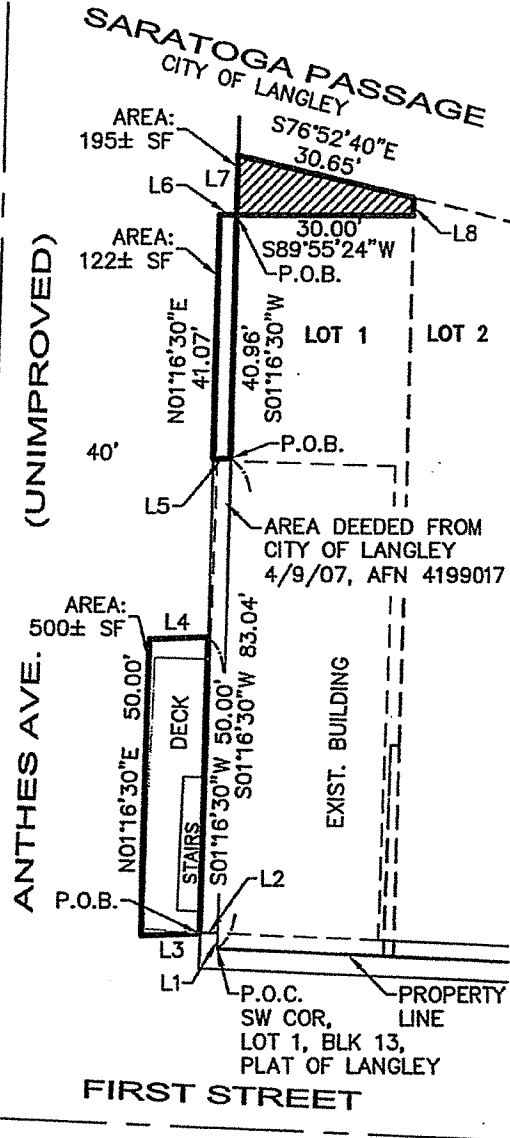 SARATOGA PASSAGE
CITY OF LANGLEY
AREA:
195± SF
S76°52'40"E
30.65'
L7
L6
L8
30.00'
S89°55'24"W
AREA:
122± SF
P.O.B.
N01°16'30"E
41.07'
40.96'
S01°16'30"W
LOT 1
LOT 2
(UNIMPROVED)
40'
P.O.B.
L5
AREA DEEDED FROM
CITY OF LANGLEY
4/9/07, AFN 4199017
AREA:
500± SF
L4
ANTHES AVE.
N01°16'30"E 50.00'
DECK
STAIRS
S01°16'30"W 50.00'
S01°16'30"W 83.04'
EXIST. BUILDING
P.O.B.
L2
L3
L1
P.O.C.
SW COR,
LOT 1, BLK 13,
PLAT OF LANGLEY
PROPERTY
LINE
FIRST STREET